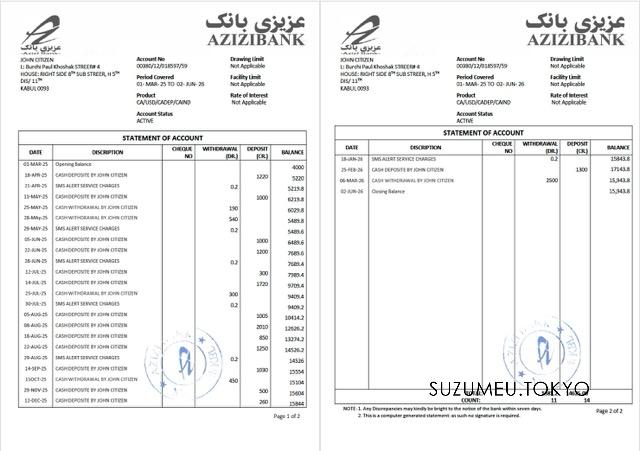 عزیزی بانک
Azizi Bank
JOHN CITIZEN
L: Burchi Paul Khoshak STREER# 4
HOUSE: RIGHT SIDE 8TH SUB STREER, H 5TH
DIS/ 11TH
KABUL 0093
Account No
00380/12/018597/59
Period Covered
01- MAR- 25 TO 02- JUN- 26
Product
CA/USD/CADEP/CAIND
Account Status
ACTIVE
عزیزی بانک
AZIZIBANK
Drawing Limit
Not Applicable
Facility Limit
Not Applicable
Rate of Interest
Not Applicable
STATEMENT OF ACCOUNT
DATE DISCRIPTION CHEQUE NO WITHDRAWAL (DR.) DEPOSIT (CR.) BALANCE
01-MAR-25 Opening Balance 4000
18-APR-25 CASH DEPOSITE BY JOHN CITIZEN 1220 5220
21-APR-25 SMS ALERT SERVICE CHARGES 0.2 5219.8
11-MAY-25 CASH DEPOSITE BY JOHN CITIZEN 1000 6219.8
25-MAY-25 CASH WITHDRAWAL BY JOHN CITIZEN 190 6029.8
28-MAY-25 CASH WITHDRAWAL BY JOHN CITIZEN 540 5489.8
29-MAY-25 SMS ALERT SERVICE CHARGES 0.2 5489.6
05-JUN-25 CASH DEPOSITE BY JOHN CITIZEN 1000 6489.6
22-JUN-25 CASH DEPOSITE BY JOHN CITIZEN 1200 7689.6
28-JUN-25 SMS ALERT SERVICE CHARGES 0.2 7689.4
12-JUL-25 CASH DEPOSITE BY JOHN CITIZEN 300 7989.4
14-JUL-25 CASH DEPOSITE BY JOHN CITIZEN 1720 9709.4
25-JUL-25 CASH WITHDRAWAL BY JOHN CITIZEN 300 9409.4
30-JUL-25 SMS ALERT SERVICE CHARGES 0.2 9409.2
05-AUG-25 CASH DEPOSITE BY JOHN CITIZEN 1005 10414.2
08-AUG-25 CASH DEPOSITE BY JOHN CITIZEN 2010
18-AUG-25 CASH DEPOSITE BY JOHN CITIZEN 850
22-AUG-25 CASH DEPOSITE BY JOHN CITIZEN 1250 14526.2
29-AUG-25 SMS ALERT SERVICE CHARGES 0.2 14526
14-SEP-25 CASH DEPOSITE BY JOHN CITIZEN 1030 15554
15OCT-25 CASH WITHDRAWAL BY JOHN CITIZEN 450 15104
29-NOV-25 CASH DEPOSITE BY JOHN CITIZEN 500 15604
12-DEC-25 CASH DEPOSITE BY JOHN CITIZEN 260 15844
Page 1 of 2
عزیزی بانک
Azizi Bank
JOHN CITIZEN
L: Burchi Paul Khoshak STREER# 4
HOUSE: RIGHT SIDE 8TH SUB STREER, H 5TH
DIS/ 11TH
KABUL 0093
Account No
00380/12/018597/59
Period Covered
01- MAR- 25 TO 02- JUN- 26
Product
CA/USD/CADEP/CAIND
Account Status
ACTIVE
عزیزی بانک
AZIZIBANK
Drawing Limit
Not Applicable
Facility Limit
Not Applicable
Rate of Interest
Not Applicable
STATEMENT OF ACCOUNT
DATE DISCRIPTION CHEQUE NO WITHDRAWAL (DR.) DEPOSIT (CR.) BALANCE
18-JAN-26 SMS ALERT SERVICE CHARGES 0.2 15843.8
25-FEB-26 CASH DEPOSITE BY JOHN CITIZEN 1300 17143.8
06-MAR-26 CASH WITHDRAWAL BY JOHN CITIZEN 2500 15,943.8
02-JUN-26 Closing Balance 15,943.8
SUZUMEU.TOKYO
COUNT: 11 14
NOTE: 1. Any Discrepancies may kindly be bright to the notice of the bank within seven days.
2. This is a computer generated statement: as such no signature is required.
Page 2 of 2